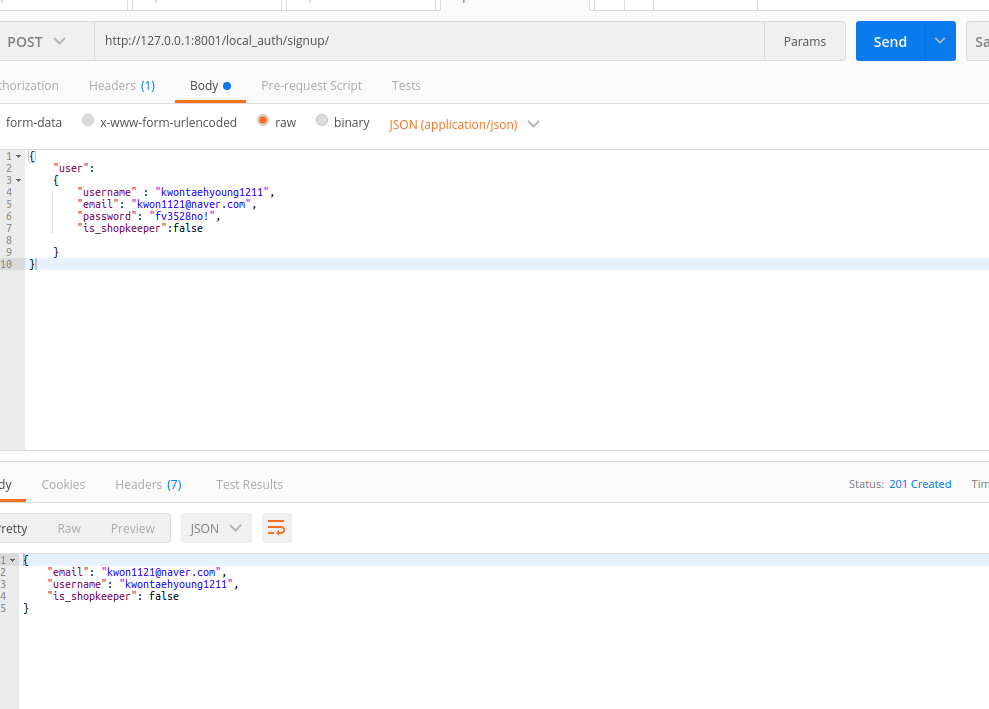 POST http://127.0.0.1:8001/local_auth/signup/ Params Send Sa
thorization Headers (1) Body Pre-request Script Tests
form-data x-www-form-urlencoded raw binary JSON (application/json)
1 {
2 "user":
3 {
4 "username" : "kwontaehyoung1211",
5 "email": "kwon1121@naver.com",
6 "password": "fv3528no!",
7 "is_shopkeeper":false
8
9 }
10 }
dy Cookies Headers (7) Test Results Status: 201 Created Tim
retty Raw Preview JSON
1 {
2 "email": "kwon1121@naver.com",
3 "username": "kwontaehyoung1211",
4 "is_shopkeeper": false
5 }